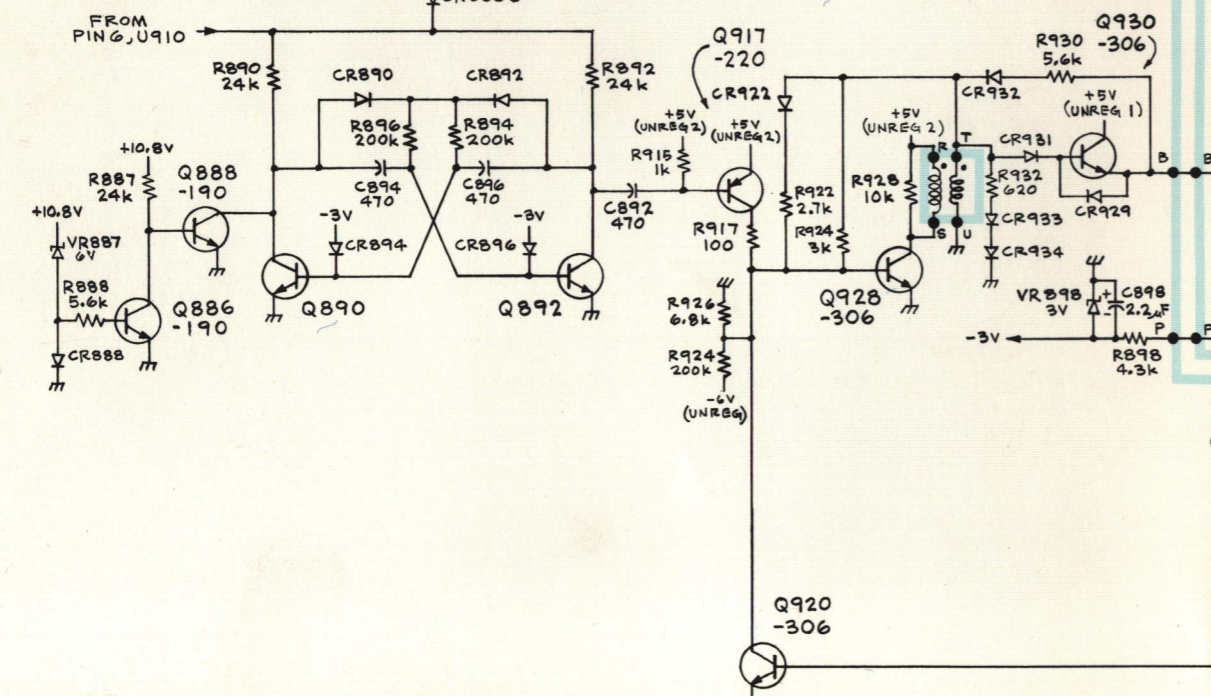 FROM
PIN 6, U910
R890
24k
CR890
CR892
R892
24k
R896
200k
R894
200k
C894
470
C896
470
+10.8V
R887
24k
Q888
-190
+10.8V
VR887
6V
R888
5.6k
CR888
Q886
-190
-3V
CR894
-3V
CR896
Q890
Q892
Q917
-220
+5V
(UNREG2)
+5V
(UNREG2)
R915
1k
C892
470
R917
100
CR922
R922
2.7k
R924
3k
R926
6.8k
R924
200k
-6V
(UNREG)
Q928
-306
+5V
(UNREG 2)
R928
10k
R
T
S
U
CR932
R930
5.6k
Q930
-306
+5V
(UNREG 1)
CR931
R932
620
CR933
CR934
CR929
B
B
VR898
3V
+
-
C898
2.2µF
-3V
R898
4.3k
P
P
Q920
-306